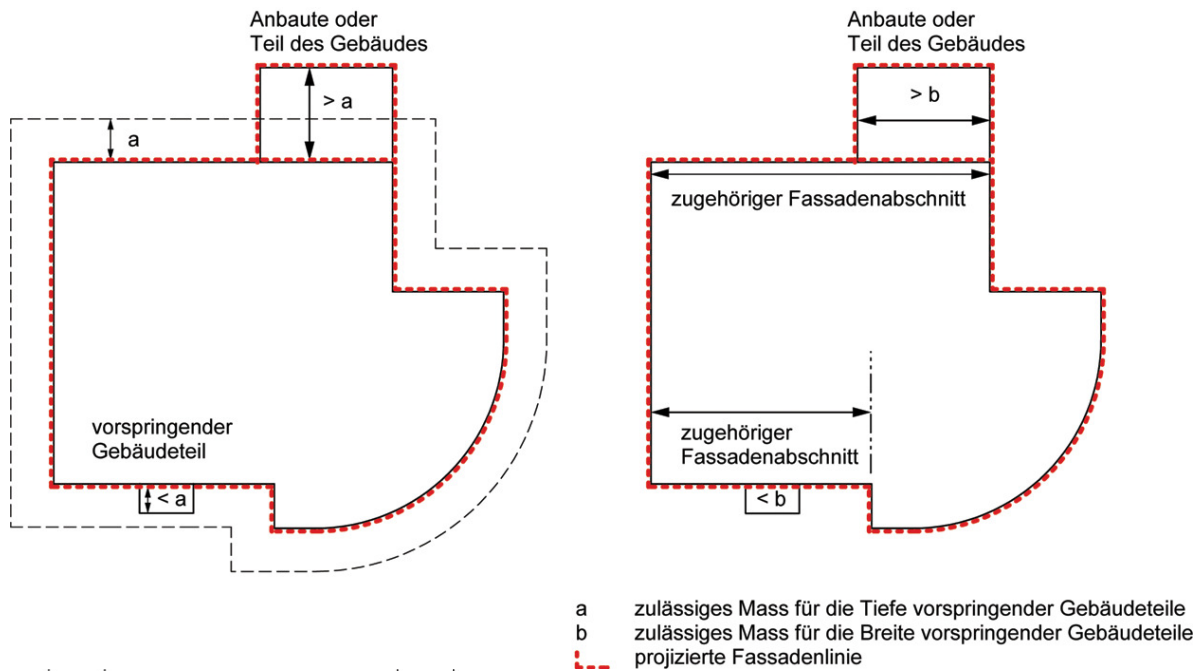 Anbaute oder
Teil des Gebäudes
> a
a
vorspringender
Gebäudeteil
< a
Anbaute oder
Teil des Gebäudes
> b
zugehöriger Fassadenabschnitt
zugehöriger
Fassadenabschnitt
< b
a zulässiges Mass für die Tiefe vorspringender Gebäudeteile
b zulässiges Mass für die Breite vorspringender Gebäudeteile
projizierte Fassadenlinie